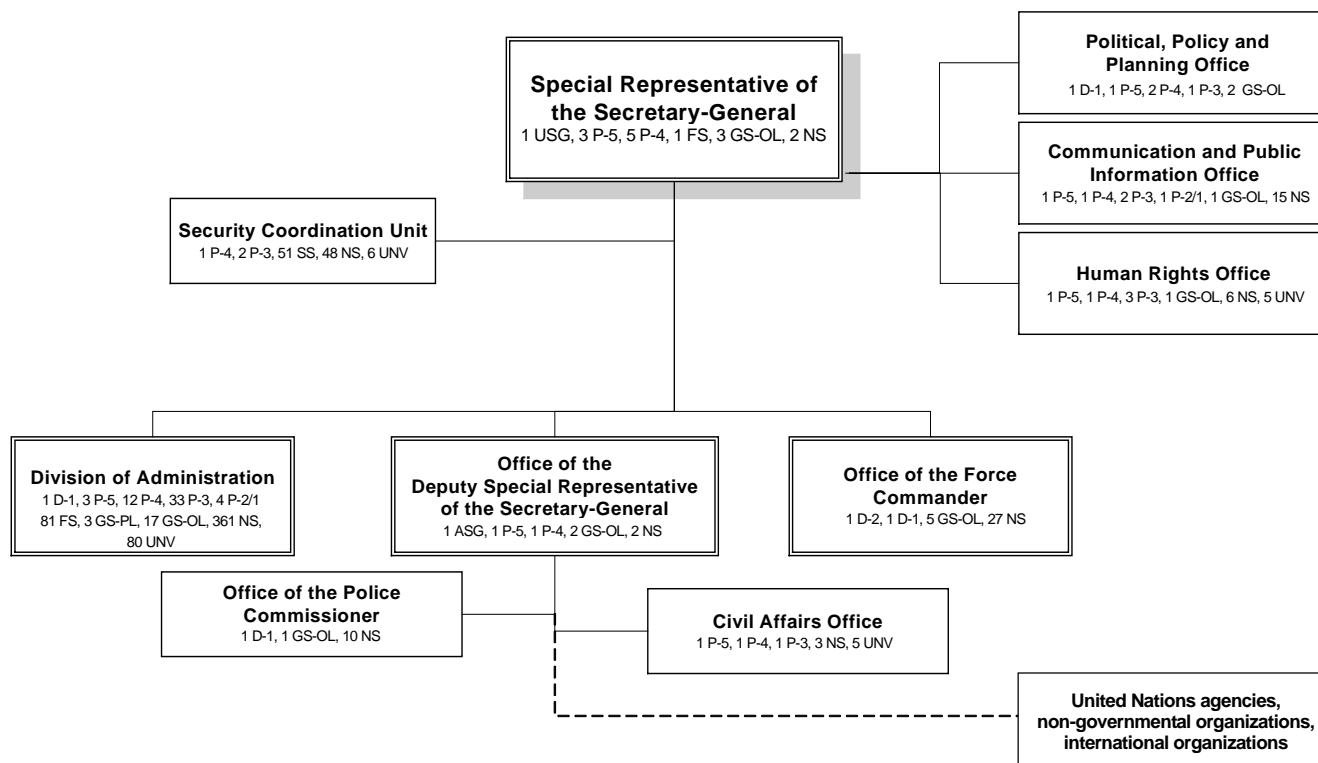 Special Representative of
the Secretary-General
1 USG, 3 P-5, 5 P-4, 1 FS, 3 GS-OL, 2 NS
Political, Policy and
Planning Office
1 D-1, 1 P-5, 2 P-4, 1 P-3, 2 GS-OL
Communication and Public
Information Office
1 P-5, 1 P-4, 2 P-3, 1 P-2/1, 1 GS-OL, 15 NS
Security Coordination Unit
1 P-4, 2 P-3, 51 SS, 48 NS, 6 UNV
Human Rights Office
1 P-5, 1 P-4, 3 P-3, 1 GS-OL, 6 NS, 5 UNV
Division of Administration
1 D-1, 3 P-5, 12 P-4, 33 P-3, 4 P-2/1
81 FS, 3 GS-PL, 17 GS-OL, 361 NS,
80 UNV
Office of the
Deputy Special Representative
of the Secretary-General
1 ASG, 1 P-5, 1 P-4, 2 GS-OL, 2 NS
Office of the Force
Commander
1 D-2, 1 D-1, 5 GS-OL, 27 NS
Office of the Police
Commissioner
1 D-1, 1 GS-OL, 10 NS
Civil Affairs Office
1 P-5, 1 P-4, 1 P-3, 3 NS, 5 UNV
United Nations agencies,
non-governmental organizations,
international organizations